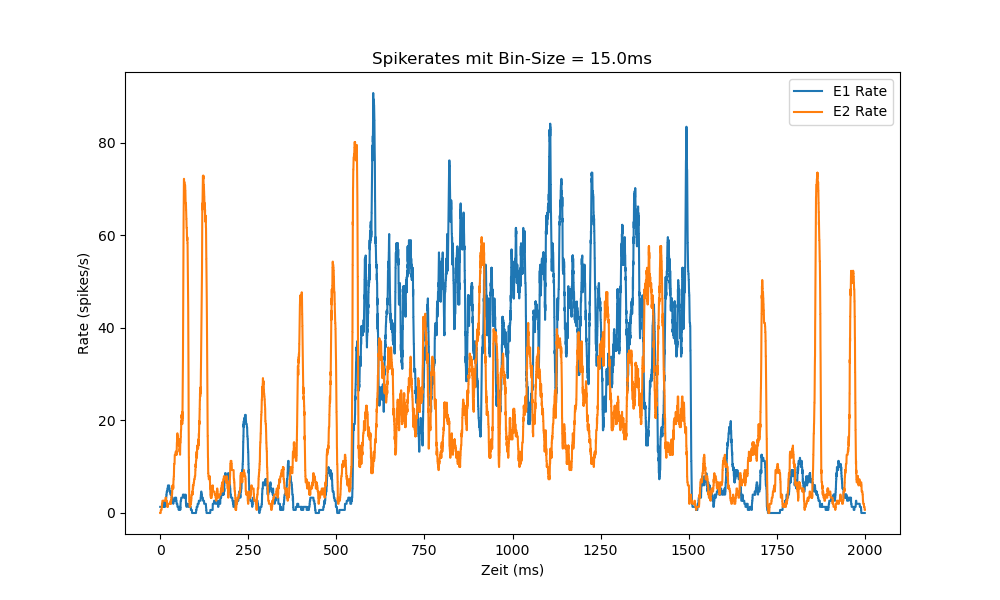 Spikerates mit Bin-Size = 15.0ms
E1 Rate
E2 Rate
Rate (spikes/s)
80
60
40
20
0
0 250 500 750 1000 1250 1500 1750 2000
Zeit (ms)